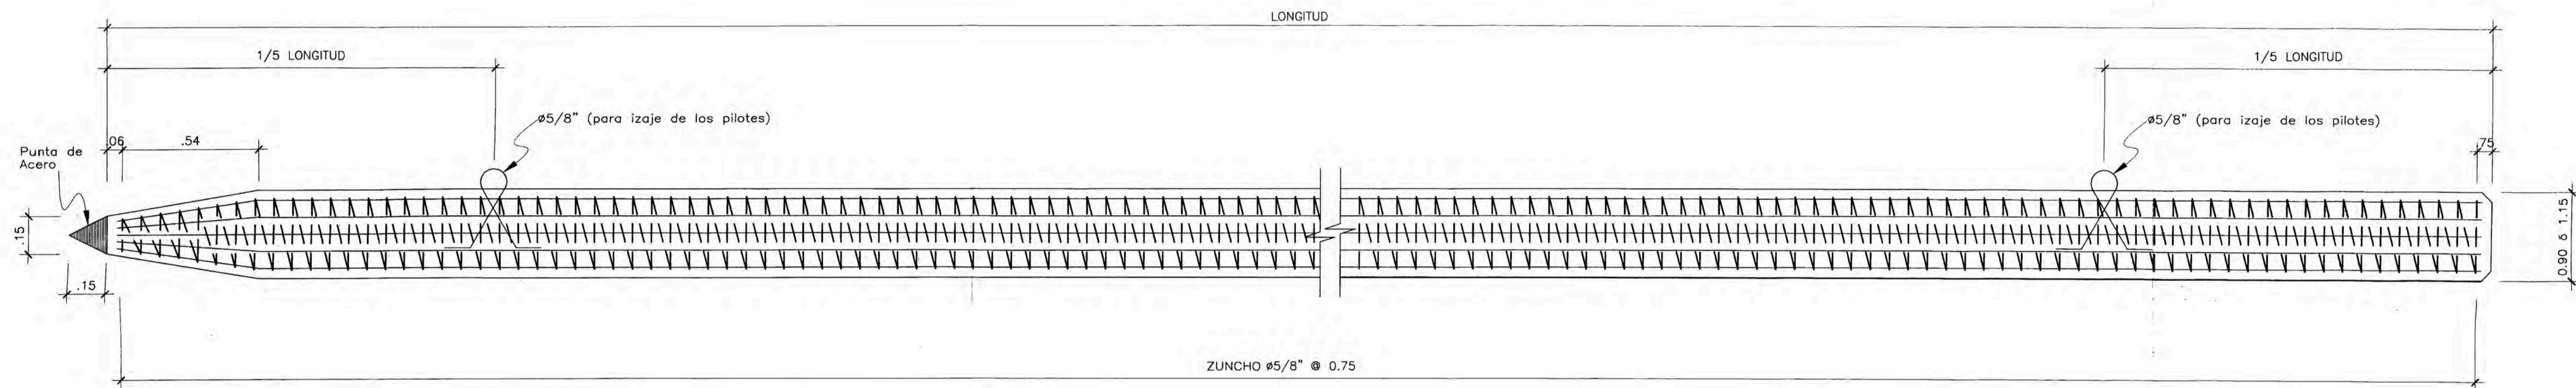 LONGITUD
1/5 LONGITUD
1/5 LONGITUD
ø5/8" (para izaje de los pilotes)
ø5/8" (para izaje de los pilotes)
.06
.54
.75
Punta de
Acero
.15
.15
0.90 ó 1.15
ZUNCHO ø5/8" @ 0.75